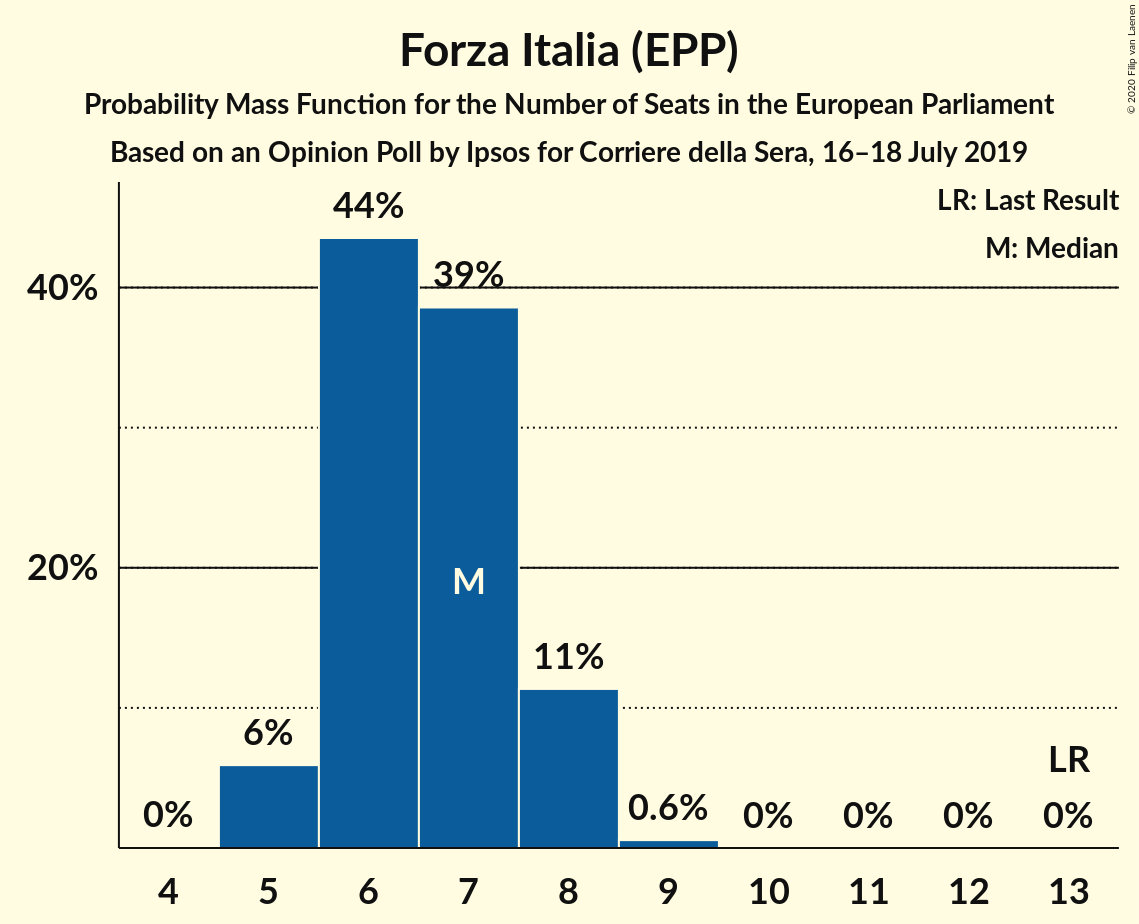 Forza Italia (EPP)
Probability Mass Function for the Number of Seats in the European Parliament
Based on an Opinion Poll by Ipsos for Corriere della Sera, 16–18 July 2019
© 2020 Filip van Laenen
LR: Last Result
M: Median
44%
39%
40%
20%
M
11%
6%
LR
0%
0.6%
0%
0%
0%
0%
4 5 6 7 8 9 10 11 12 13